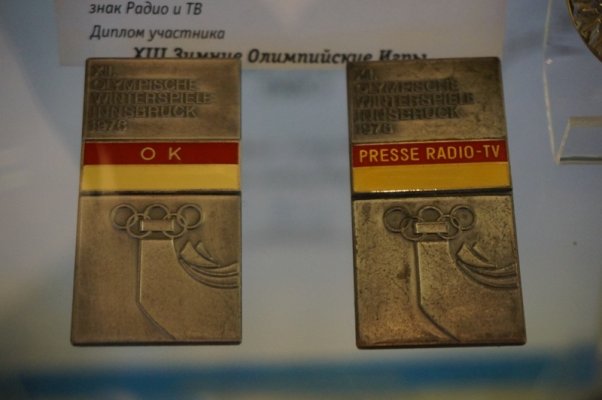 знак Радио и ТВ
Диплом участника
XIII Зимние Олимпийские Игры
XII.
OLYMPISCHE
WINTERSPIELE
INNSBRUCK
1976
OK
XII.
OLYMPISCHE
WINTERSPIELE
INNSBRUCK
1976
PRESSE RADIO-TV